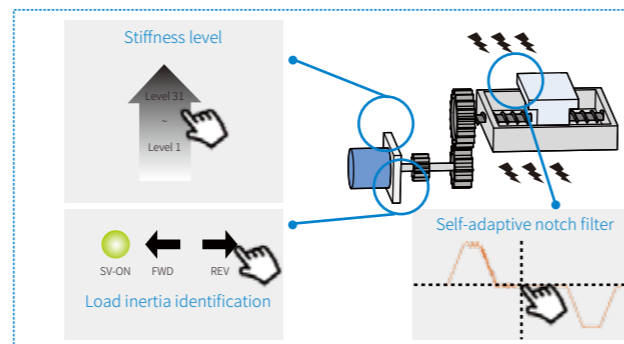 Stiffness level
Level 31
~
Level 1
SV-ON FWD REV
Load inertia identification
Self-adaptive notch filter